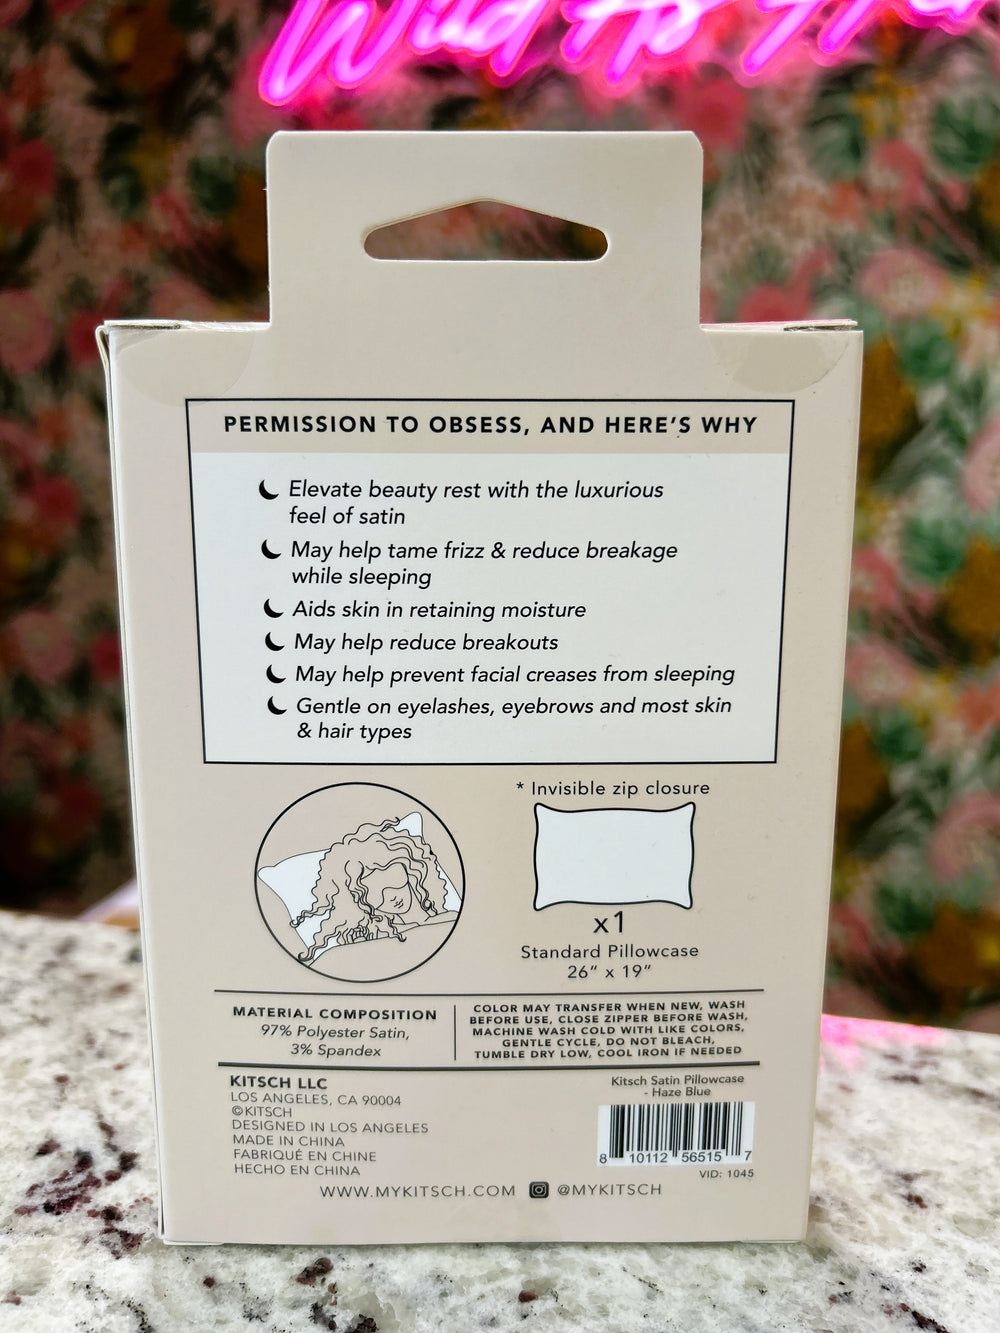 Wild At Hea
PERMISSION TO OBSESS, AND HERE'S WHY
Elevate beauty rest with the luxurious
feel of satin
May help tame frizz & reduce breakage
while sleeping
Aids skin in retaining moisture
May help reduce breakouts
May help prevent facial creases from sleeping
Gentle on eyelashes, eyebrows and most skin
& hair types
* Invisible zip closure
x1
Standard Pillowcase
26" x 19"
MATERIAL COMPOSITION
97% Polyester Satin,
3% Spandex
COLOR MAY TRANSFER WHEN NEW, WASH
BEFORE USE, CLOSE ZIPPER BEFORE WASH,
MACHINE WASH COLD WITH LIKE COLORS,
GENTLE CYCLE, DO NOT BLEACH,
TUMBLE DRY LOW, COOL IRON IF NEEDED
KITSCH LLC
LOS ANGELES, CA 90004
©KITSCH
DESIGNED IN LOS ANGELES
MADE IN CHINA
FABRIQUÉ EN CHINE
HECHO EN CHINA
Kitsch Satin Pillowcase
- Haze Blue
8 10112 56515 7
VID: 1045
WWW.MYKITSCH.COM @MYKITSCH